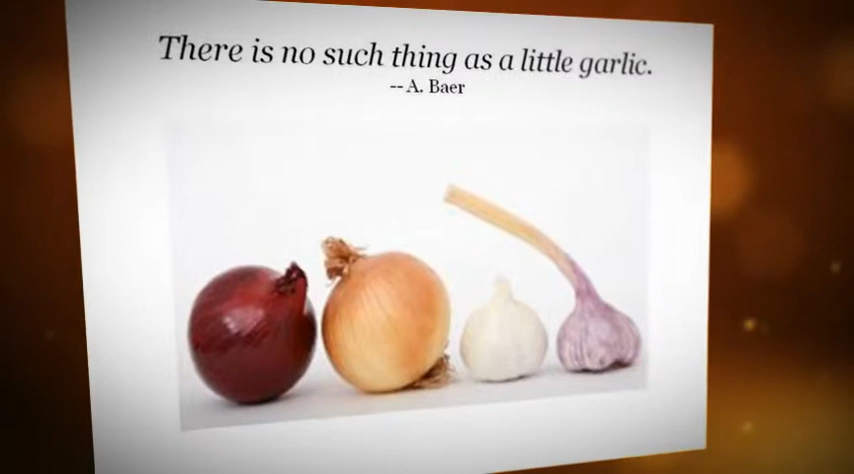 There is no such thing as a little garlic.
-- A. Baer